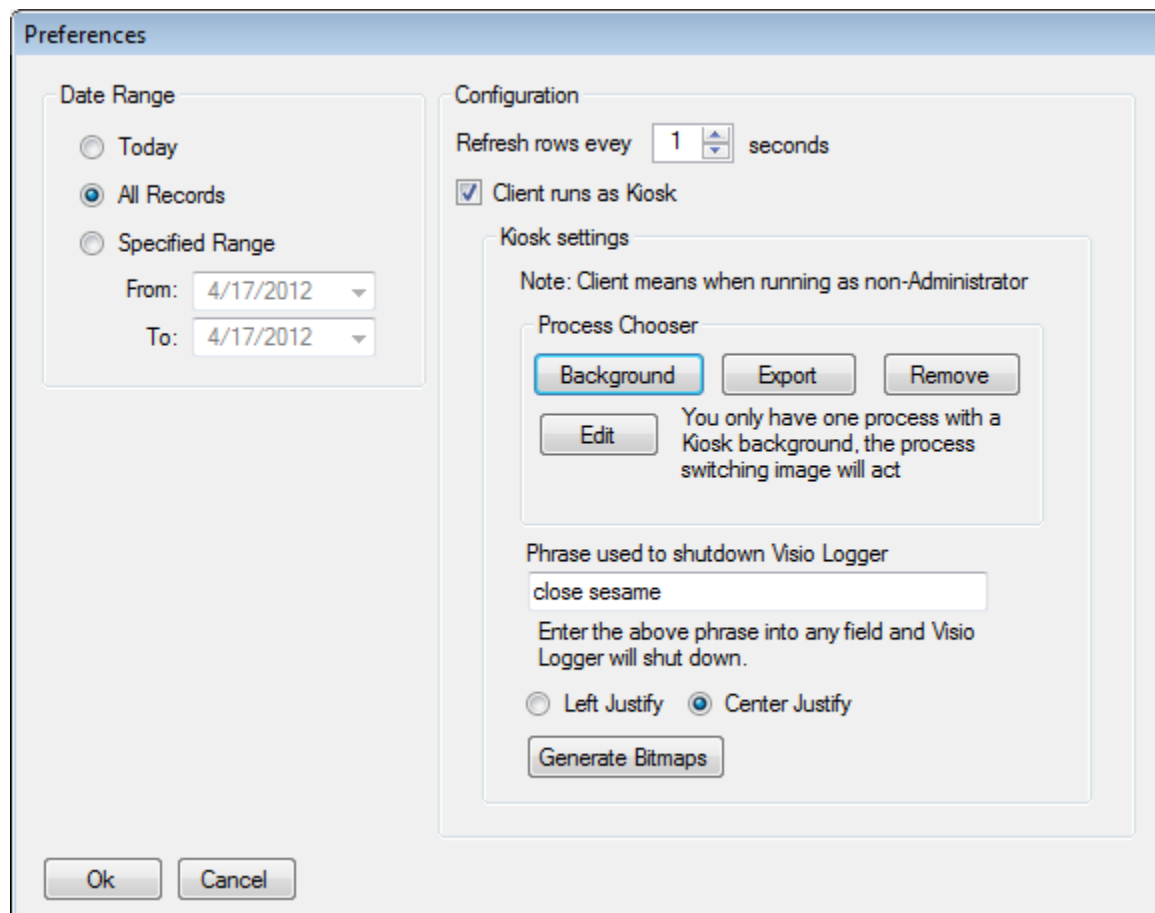 Preferences
Date Range
Today
All Records
Specified Range
From: 4/17/2012
To: 4/17/2012
Configuration
Refresh rows evey 1 seconds
Client runs as Kiosk
Kiosk settings
Note: Client means when running as non-Administrator
Process Chooser
Background Export Remove
Edit
You only have one process with a
Kiosk background, the process
switching image will act
Phrase used to shutdown Visio Logger
close sesame
Enter the above phrase into any field and Visio
Logger will shut down.
Left Justify Center Justify
Generate Bitmaps
Ok Cancel